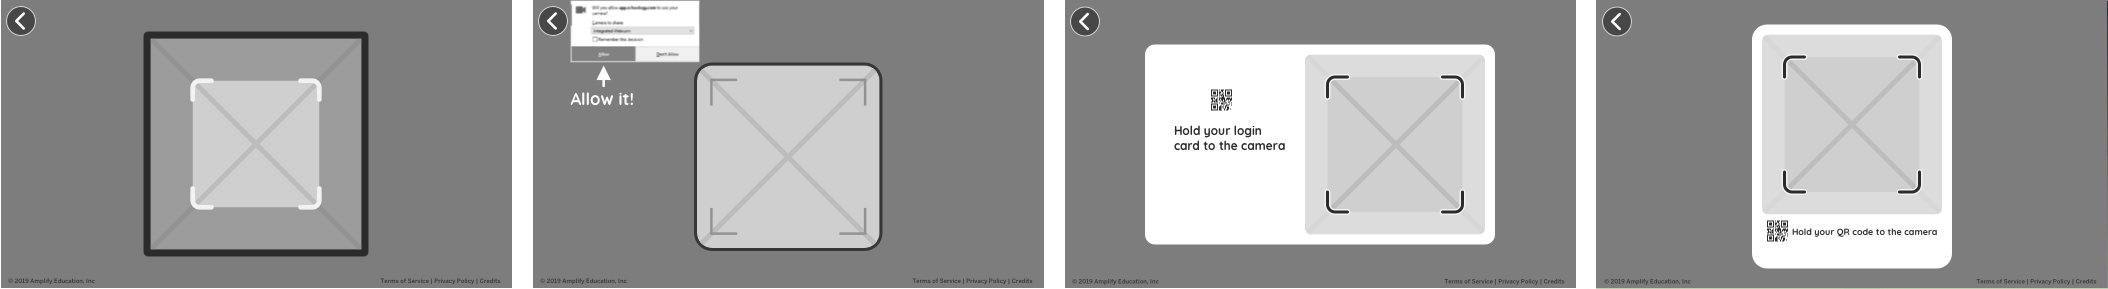 © 2019 Amplify Education, Inc
Terms of Service | Privacy Policy | Credits
Will you allow app.schoology.com to use your
camera?
Camera to share
Integrated Webcam
Remember this decision
Allow
Don't Allow
Allow it!
© 2019 Amplify Education, Inc
Terms of Service | Privacy Policy | Credits
Hold your login
card to the camera
© 2019 Amplify Education, Inc
Terms of Service | Privacy Policy | Credits
Hold your QR code to the camera
© 2019 Amplify Education, Inc
Terms of Service | Privacy Policy | Credits